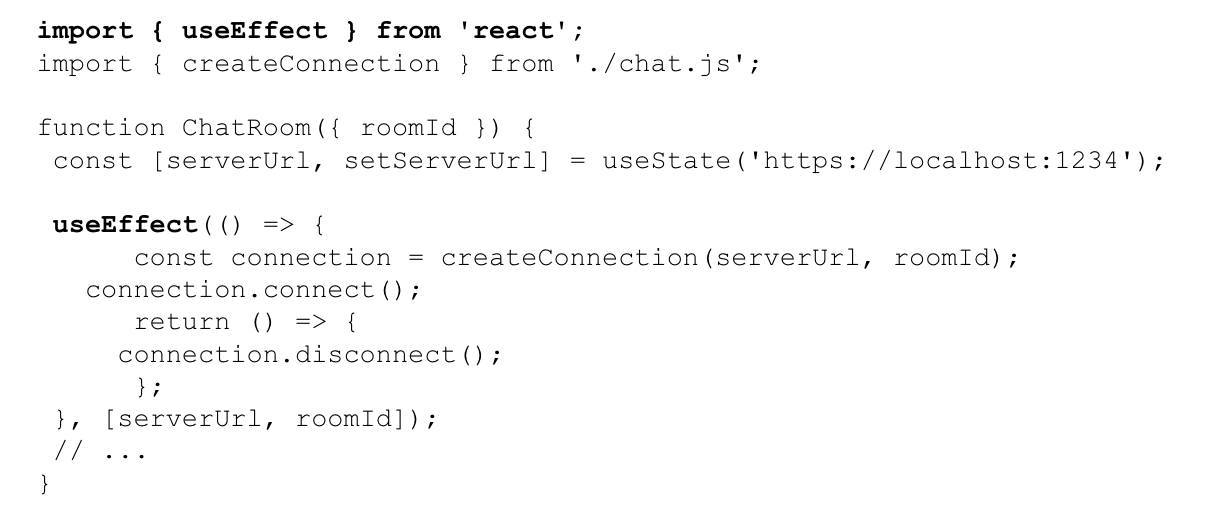 import { useEffect } from 'react';
import { createConnection } from './chat.js';

function ChatRoom({ roomId }) {
 const [serverUrl, setServerUrl] = useState('https://localhost:1234');

 useEffect(() => {
      const connection = createConnection(serverUrl, roomId);
   connection.connect();
      return () => {
     connection.disconnect();
      };
 }, [serverUrl, roomId]);
 // ...
}